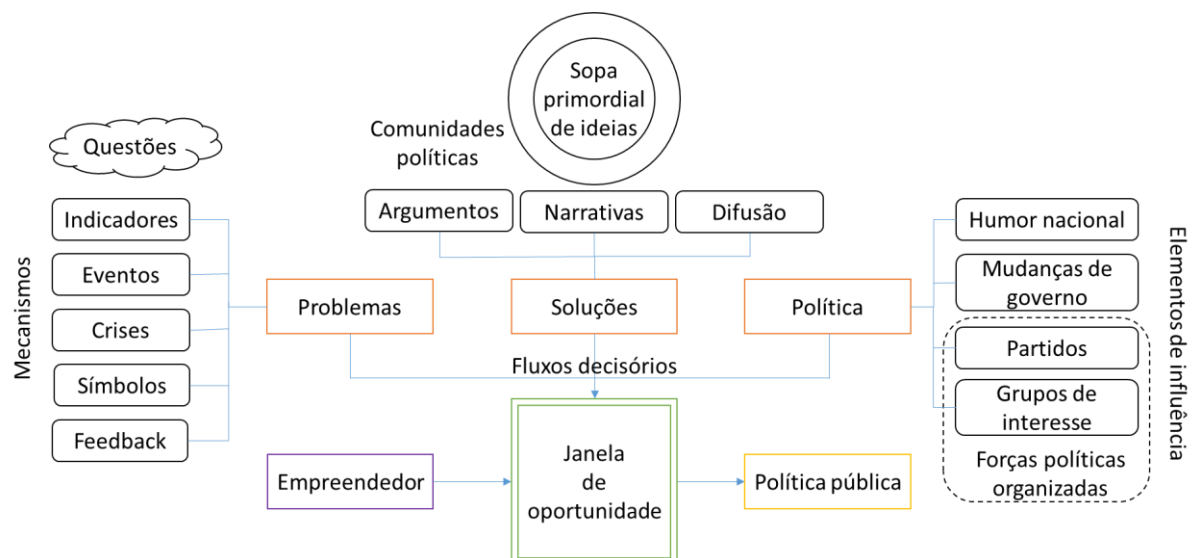 Sopa
primordial
de ideias
Comunidades
políticas
Questões
Argumentos
Narrativas
Difusão
Mecanismos
Indicadores
Eventos
Crises
Símbolos
Feedback
Problemas
Soluções
Política
Fluxos decisórios
Humor nacional
Mudanças de
governo
Partidos
Grupos de
interesse
Forças políticas
organizadas
Elementos de influência
Empreendedor
Janela
de
oportunidade
Política pública